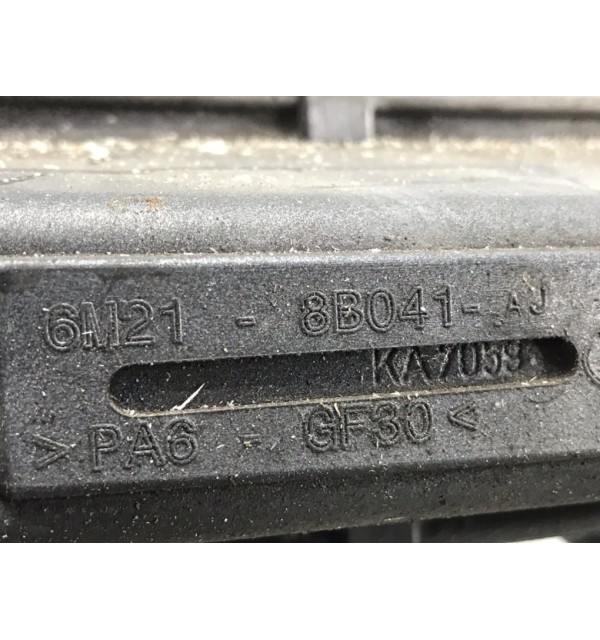 6M21 - 8B041-AJ
KA7059
> PA6 - GF30 <